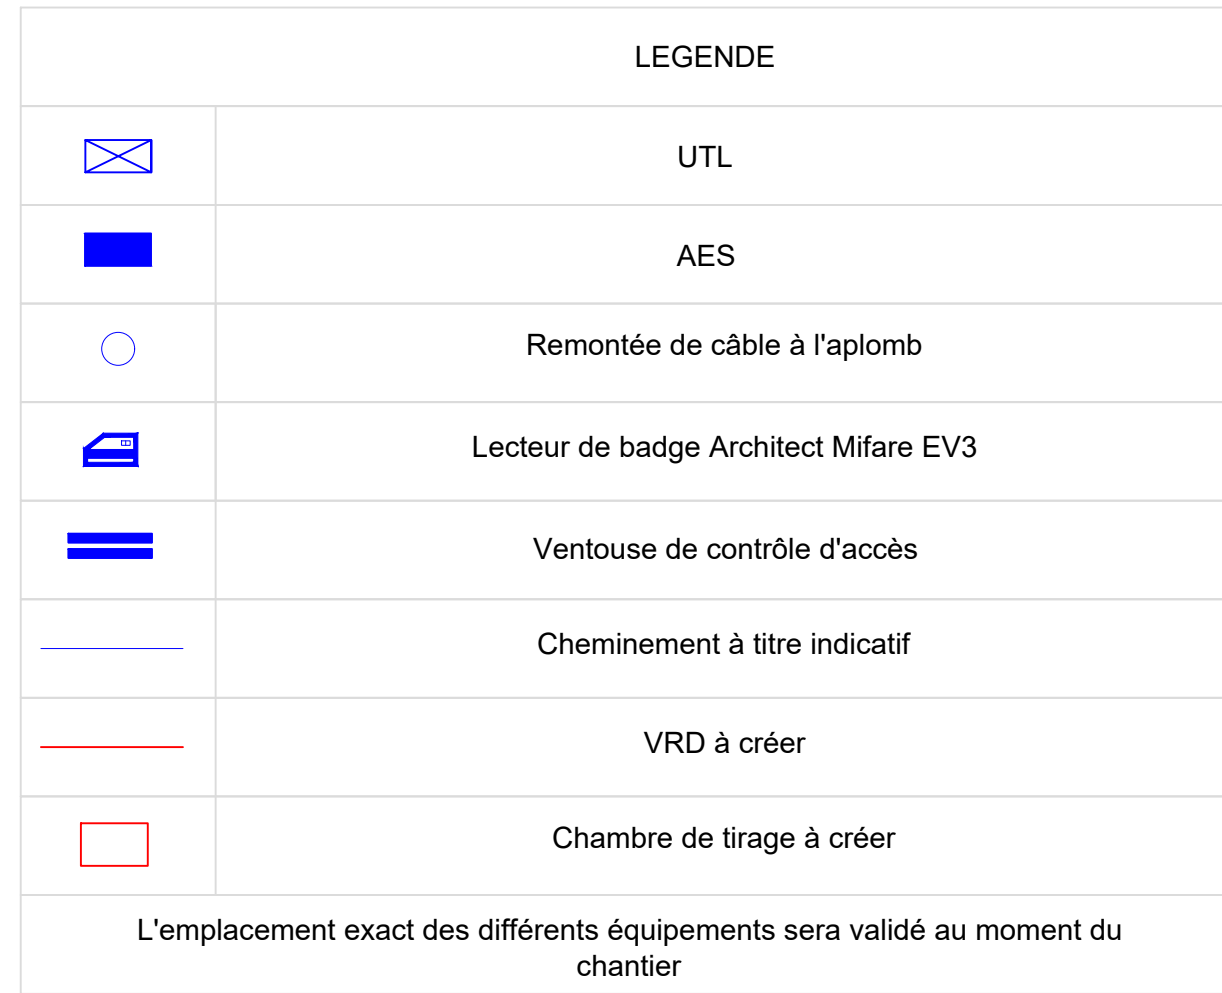 LEGENDE
UTL
AES
Remontée de câble à l'aplomb
Lecteur de badge Architect Mifare EV3
Ventouse de contrôle d'accès
Cheminement à titre indicatif
VRD à créer
Chambre de tirage à créer
L'emplacement exact des différents équipements sera validé au moment du
chantier